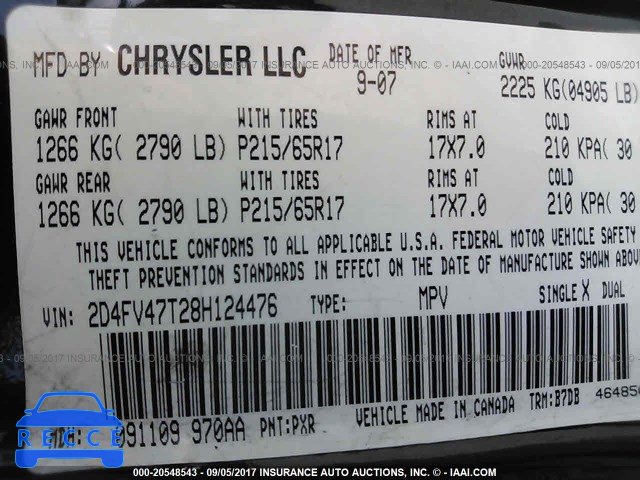 MFD BY CHRYSLER LLC DATE OF MFR GVWR
9-07 2225 KG(04905 LB)
GAWR FRONT WITH TIRES RIMS AT COLD
1266 KG( 2790 LB) P215/65R17 17X7.0 210 KPA( 30
GAWR REAR WITH TIRES RIMS AT COLD
1266 KG( 2790 LB) P215/65R17 17X7.0 210 KPA( 30
THIS VEHICLE CONFORMS TO ALL APPLICABLE U.S.A. FEDERAL MOTOR VEHICLE SAFETY
THEFT PREVENTION STANDARDS IN EFFECT ON THE DATE OF MANUFACTURE SHOWN ABOVE
VIN: 2D4FV47T28H124476 TYPE: MPV SINGLE X DUAL
MDH: 091109 970AA PNT:PXR VEHICLE MADE IN CANADA TRM:B7DB 46485
000-20548543 - 09/05/2017 INSURANCE AUTO AUCTIONS - © IAAI.COM